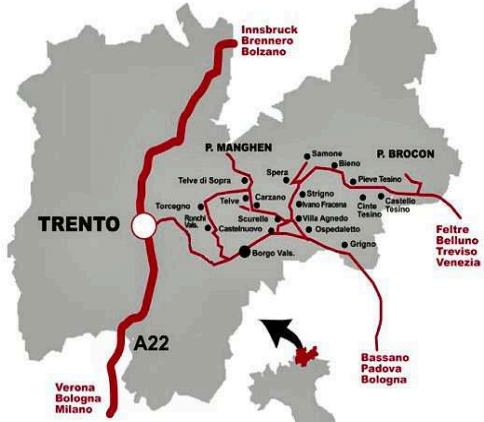 Innsbruck
Brennero
Bolzano
P. MANGHEN
Samone
Bieno
P. BROCON
Spera
Telve di Sopra
Pieve Tesino
Telve
Carzano
Strigno
Ivano Fracena
Cinte
Tesino
Castello
Tesino
Torcegno
Ronchi
Vals.
Scurelle
Villa Agnedo
TRENTO
Castelnuovo
Ospedaletto
Grigno
Borgo Vals.
Feltre
Belluno
Treviso
Venezia
A22
Bassano
Padova
Bologna
Verona
Bologna
Milano